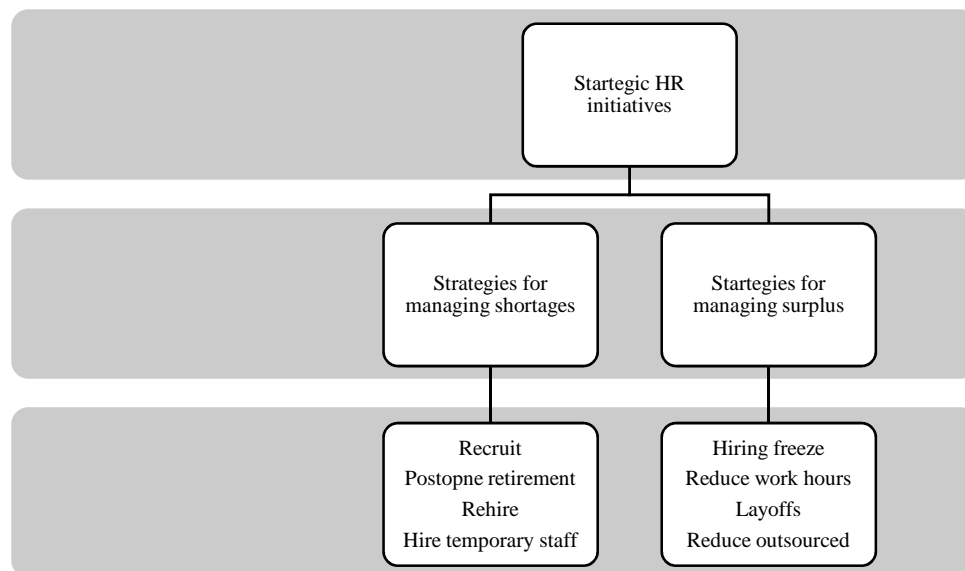 Startegic HR
initiatives
Strategies for
managing shortages
Startegies for
managing surplus
Recruit
Postopne retirement
Rehire
Hire temporary staff
Hiring freeze
Reduce work hours
Layoffs
Reduce outsourced